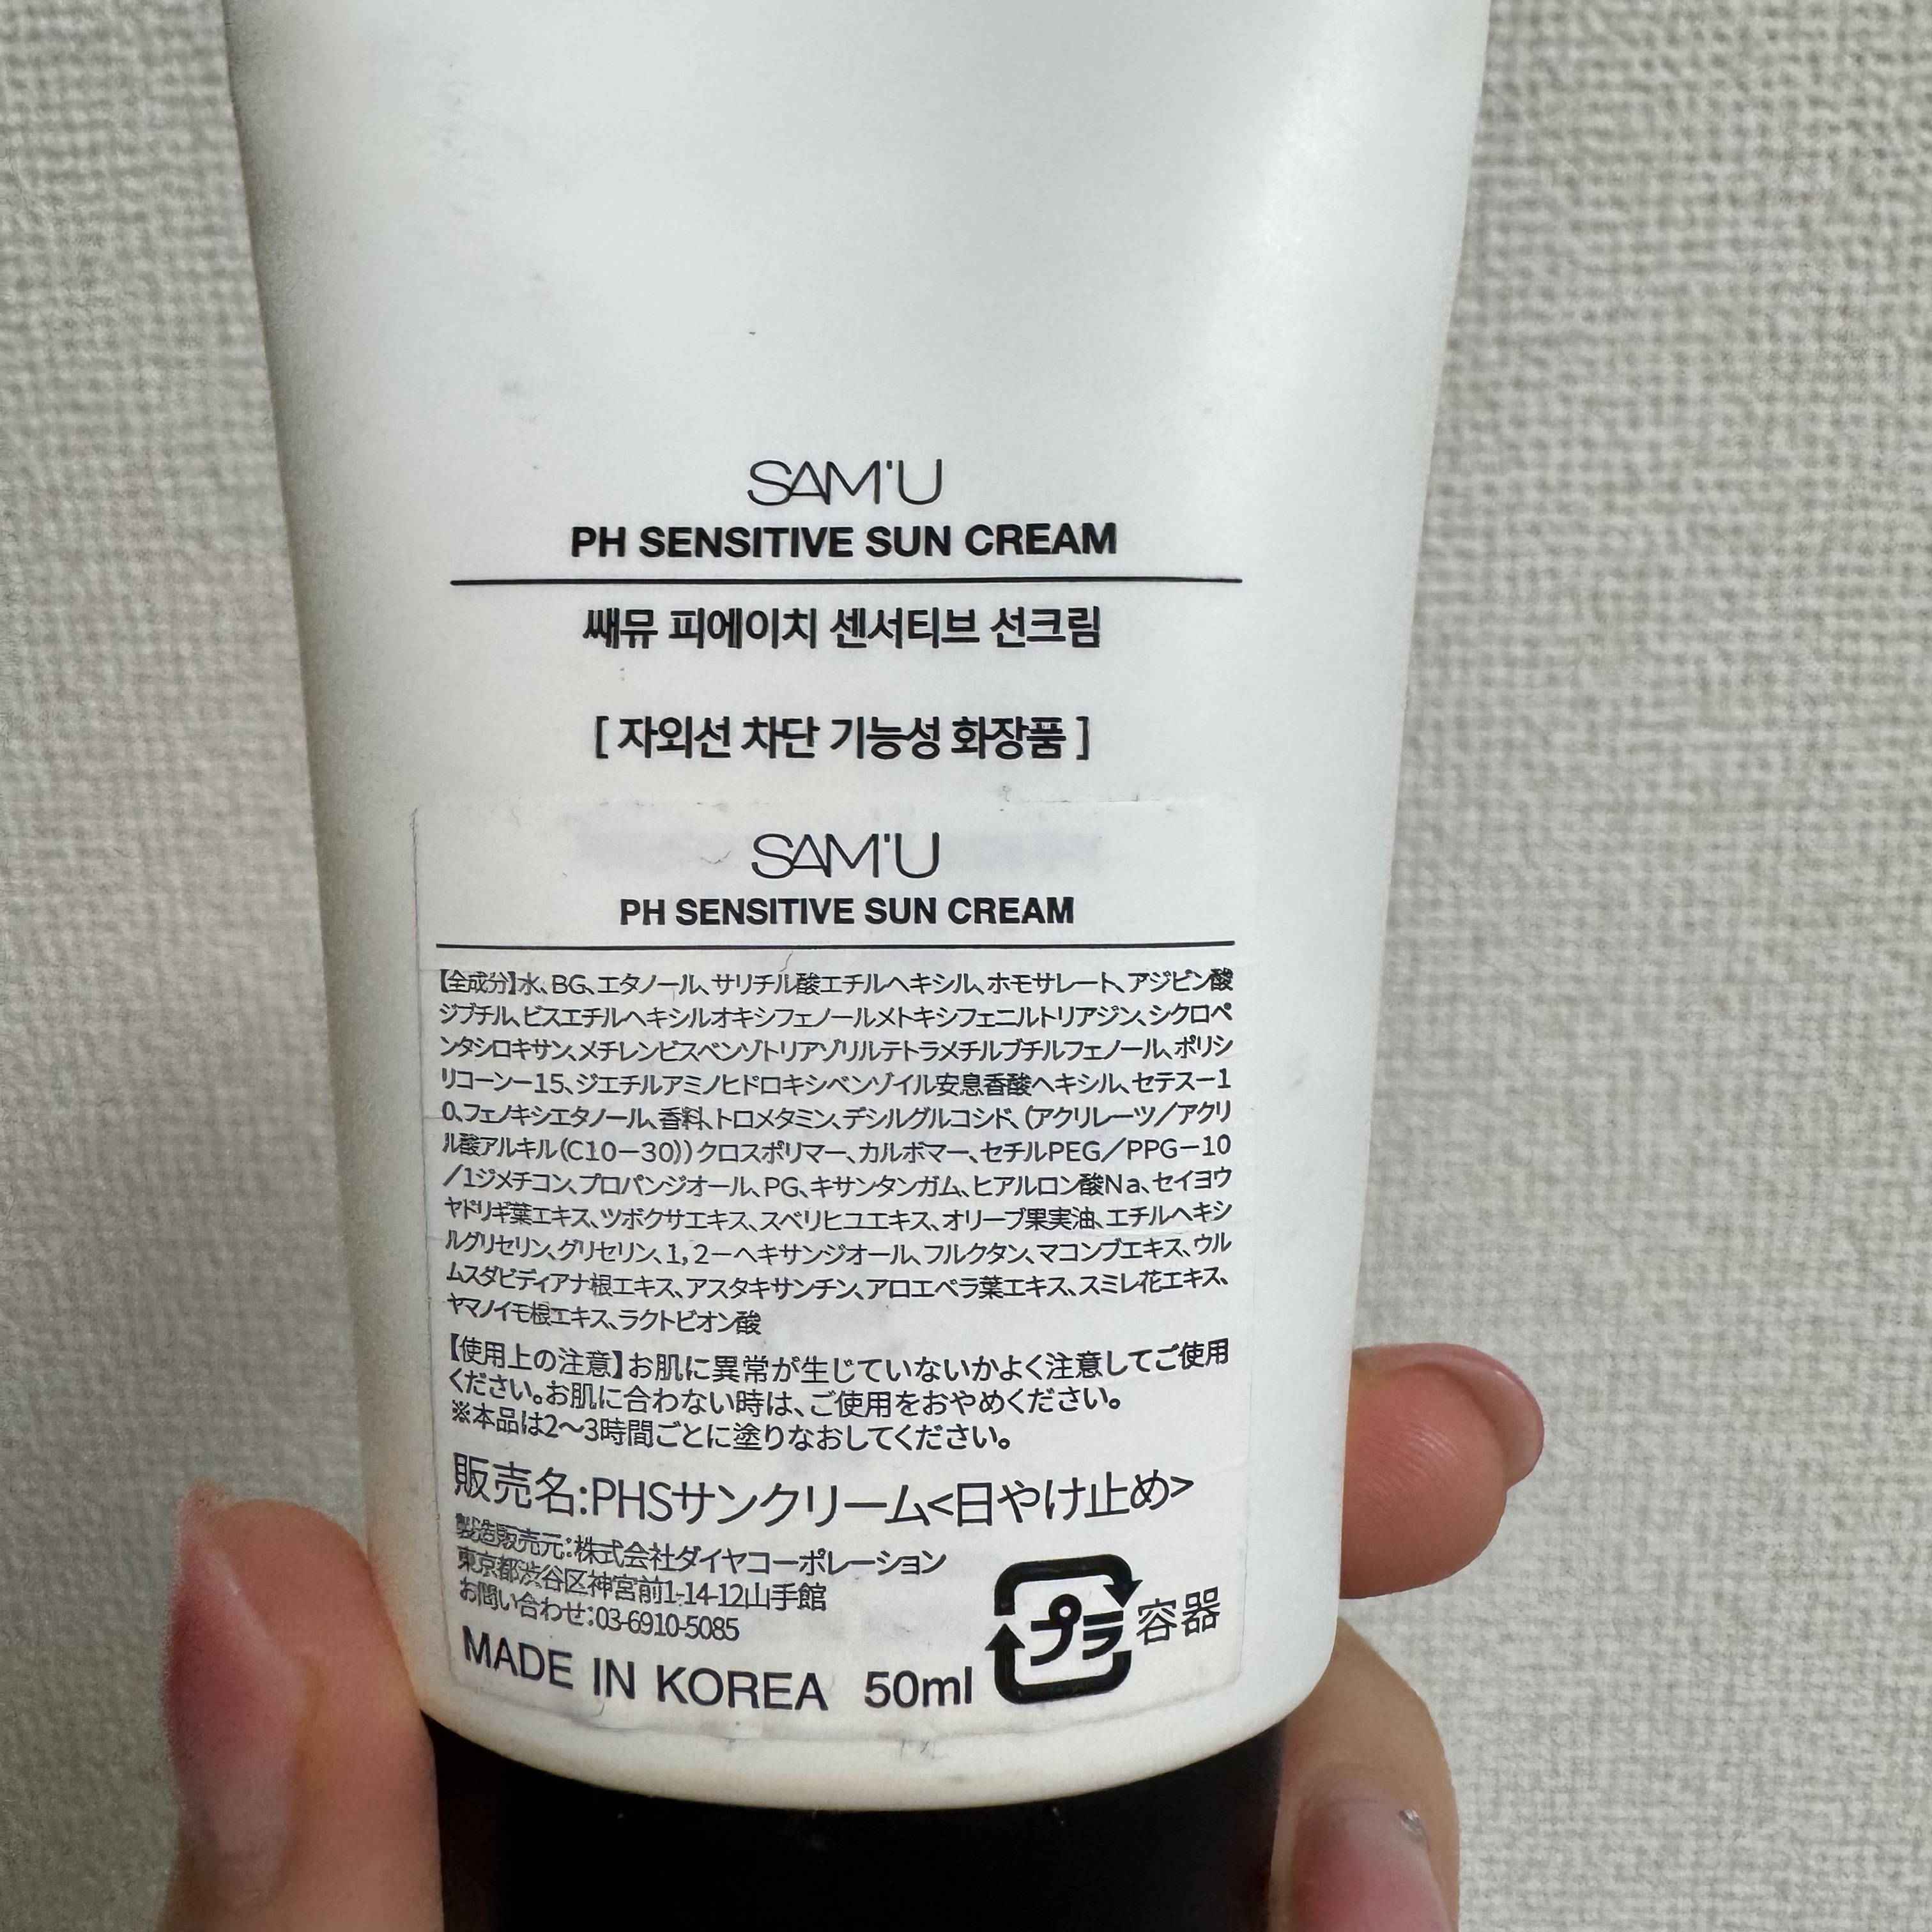 SAM'U
PH SENSITIVE SUN CREAM
쌔뮤 피에이치 센서티브 선크림
[ 자외선 차단 기능성 화장품 ]
SAM'U
PH SENSITIVE SUN CREAM
【全成分】水、BG、エタノール、サリチル酸エチルヘキシル、ホモサレート、アジピン酸
ジブチル、ビスエチルヘキシルオキシフェノールメトキシフェニルトリアジン、シクロペ
ンタシロキサン、メチレンビスベンゾトリアゾリルテトラメチルブチルフェノール、ポリシ
リコーンー15、ジエチルアミノヒドロキシベンゾイル安息香酸ヘキシル、セテスー1
0、フェノキシエタノール、香料、トロメタミン、デシルグルコシド、（アクリレーツ／アクリ
ル酸アルキル（C10－30））クロスポリマー、カルボマー、セチルPEG／PPG－10
／1ジメチコン、プロパンジオール、PG、キサンタンガム、ヒアルロン酸Na、セイヨウ
ヤドリギ葉エキス、ツボクサエキス、スベリヒユエキス、オリーブ果実油、エチルヘキシ
ルグリセリン、グリセリン、1，2－ヘキサンジオール、フルクタン、マコンブエキス、ウル
ムスダビディアナ根エキス、アスタキサンチン、アロエベラ葉エキス、スミレ花エキス、
ヤマノイモ根エキス、ラクトビオン酸
【使用上の注意】お肌に異常が生じていないかよく注意してご使用
ください。お肌に合わない時は、ご使用をおやめください。
※本品は2～3時間ごとに塗りなおしてください。
販売名:PHSサンクリーム<日やけ止め>
製造販売元:株式会社ダイヤコーポレーション
東京都渋谷区神宮前1-14-12山手館
お問い合わせ:03-6910-5085
MADE IN KOREA 50ml
プラ 容器